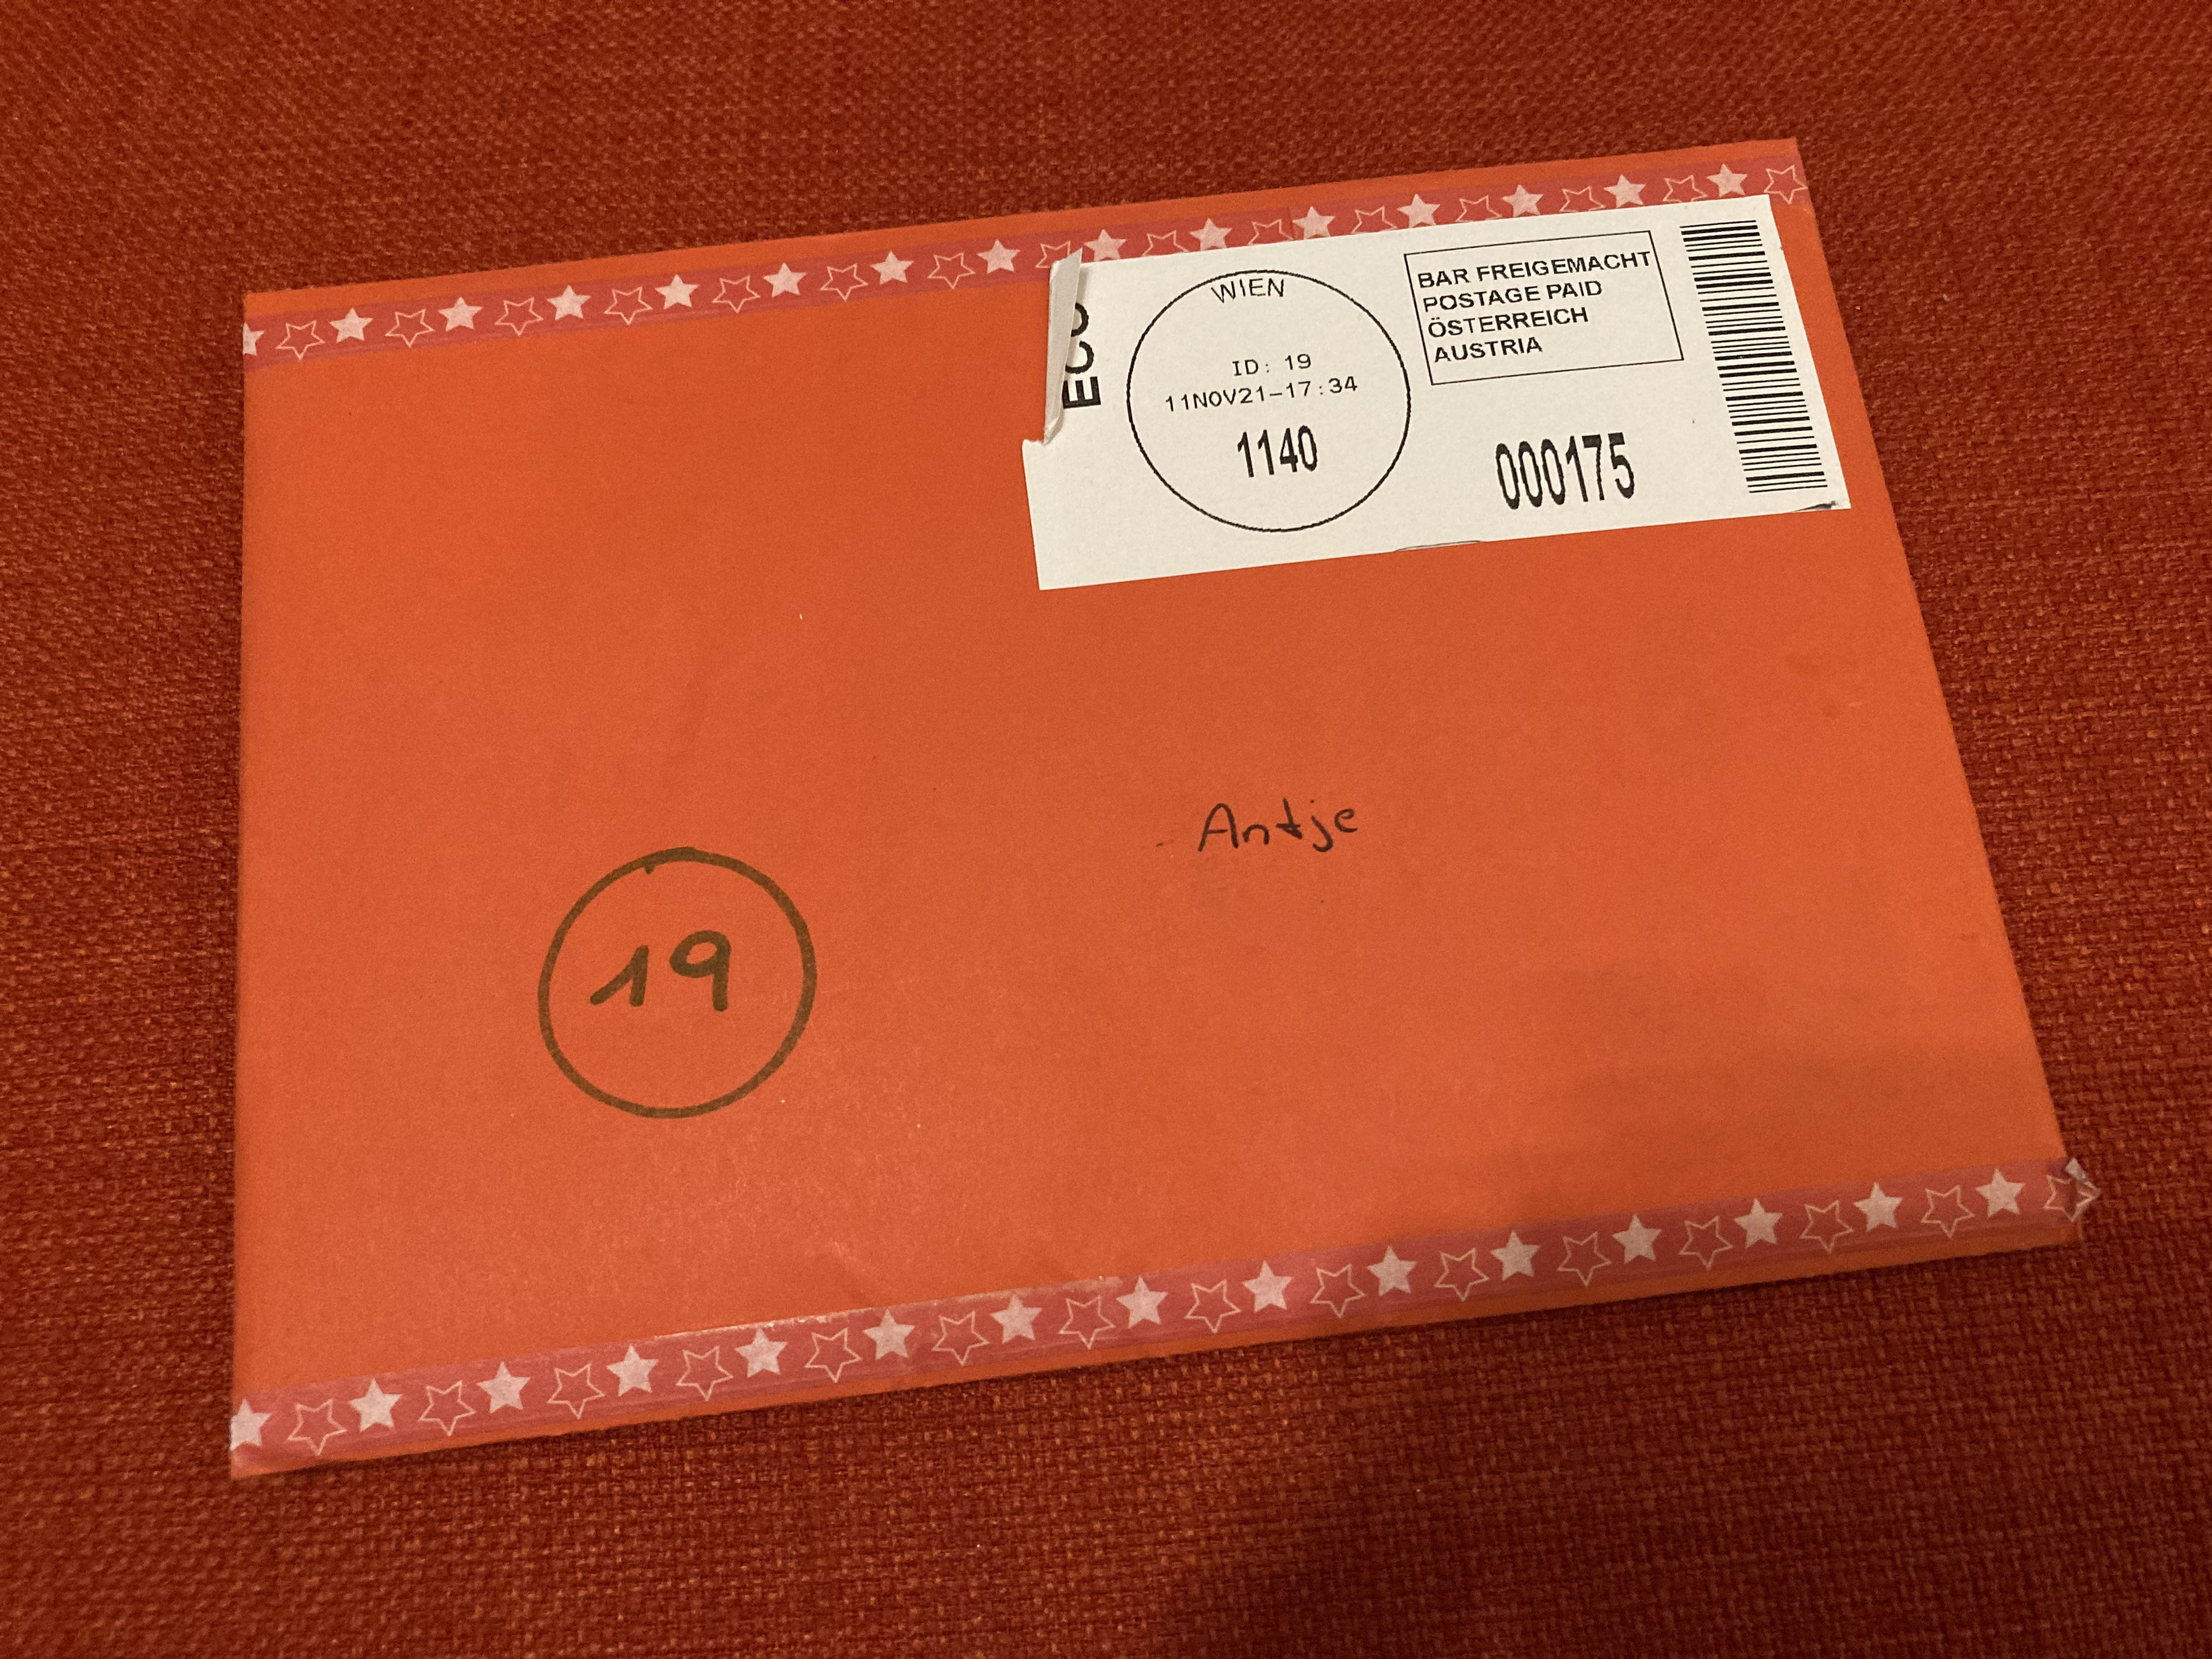 ECO
WIEN
ID: 19
11NOV21-17:34
1140
BAR FREIGEMACHT
POSTAGE PAID
ÖSTERREICH
AUSTRIA
000175
Antje
19